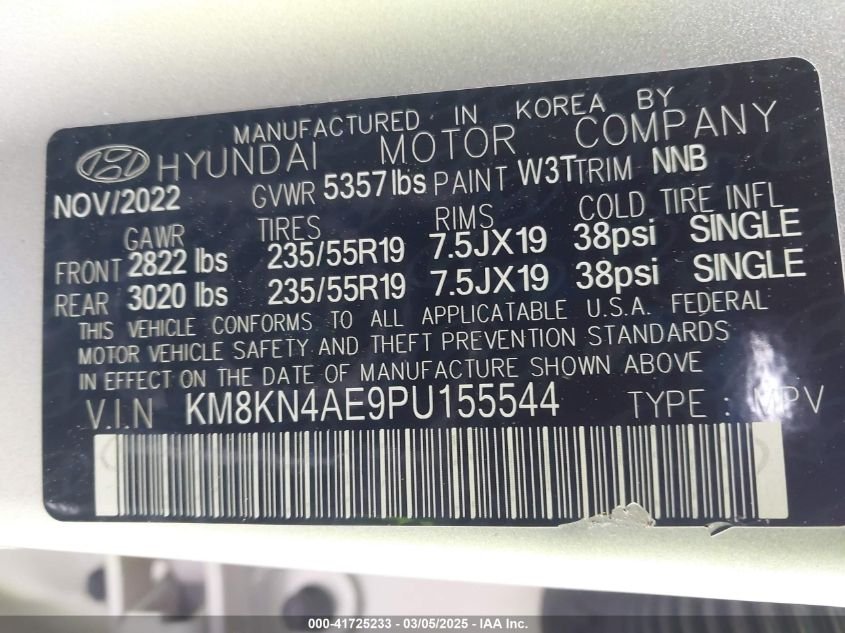 MANUFACTURED IN KOREA BY
HYUNDAI MOTOR COMPANY
NOV/2022 GVWR 5357lbs PAINT W3T TRIM NNB
GAWR TIRES RIMS COLD TIRE INFL
FRONT 2822 lbs 235/55R19 7.5JX19 38psi SINGLE
REAR 3020 lbs 235/55R19 7.5JX19 38psi SINGLE
THIS VEHICLE CONFORMS TO ALL APPLICATABLE U.S.A. FEDERAL
MOTOR VEHICLE SAFETY AND THEFT PREVENTION STANDARDS
IN EFFECT ON THE DATE OF MANUFACTURE SHOWN ABOVE.
V.I.N KM8KN4AE9PU155544 TYPE : MPV
000-41725233 - 03/05/2025 - IAA Inc.